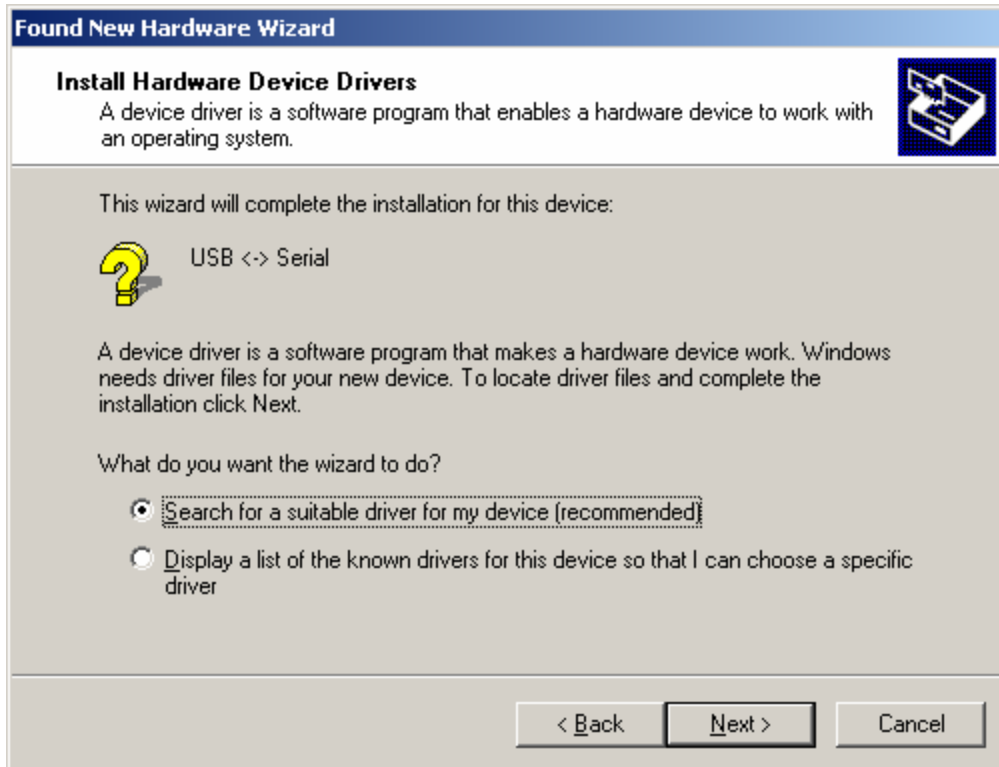 Found New Hardware Wizard
Install Hardware Device Drivers
A device driver is a software program that enables a hardware device to work with
an operating system.
This wizard will complete the installation for this device:
USB <-> Serial
A device driver is a software program that makes a hardware device work. Windows
needs driver files for your new device. To locate driver files and complete the
installation click Next.
What do you want the wizard to do?
Search for a suitable driver for my device (recommended)
Display a list of the known drivers for this device so that I can choose a specific
driver
< Back Next > Cancel